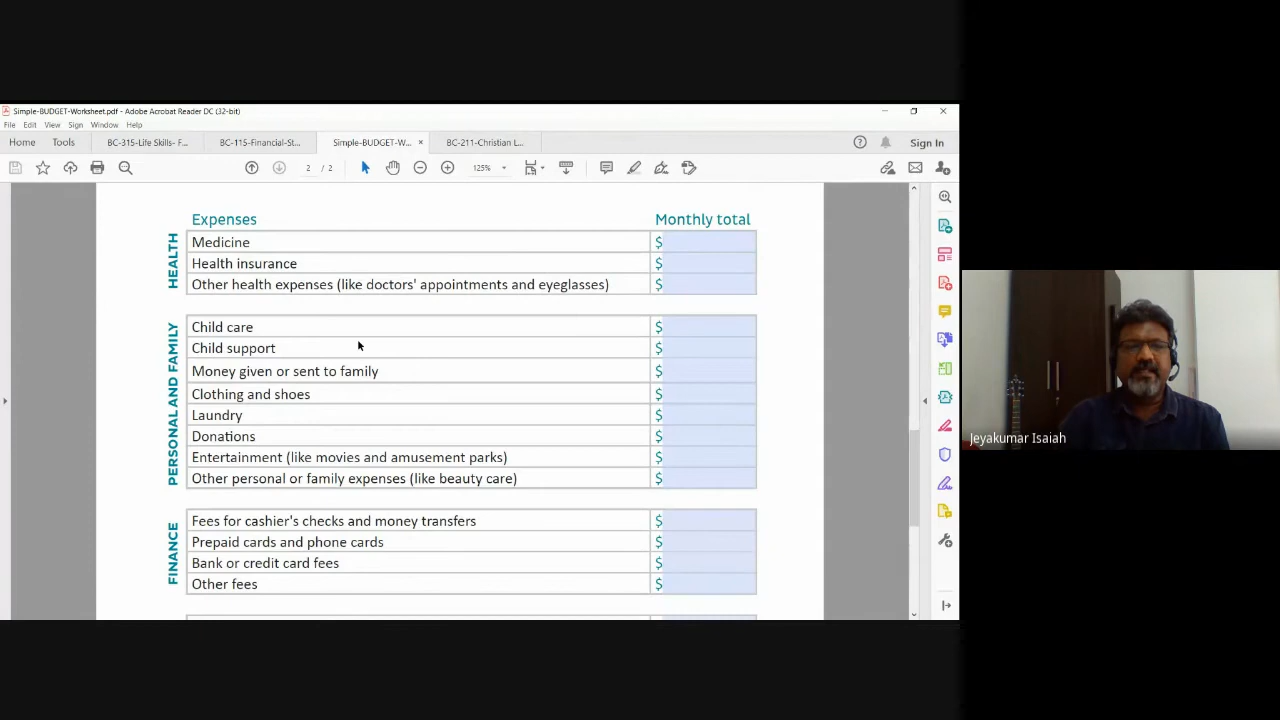 Simple-BUDGET-Worksheet.pdf - Adobe Acrobat Reader DC (32-bit)
File Edit View Sign Window Help
Home Tools BC-315-Life Skills- F... BC-115-Financial-St... Simple-BUDGET-W... × BC-211-Christian L... Sign In
2 / 2 125%
Expenses Monthly total
HEALTH
Medicine $
Health insurance $
Other health expenses (like doctors' appointments and eyeglasses) $
PERSONAL AND FAMILY
Child care $
Child support $
Money given or sent to family $
Clothing and shoes $
Laundry $
Donations $
Entertainment (like movies and amusement parks) $
Other personal or family expenses (like beauty care) $
FINANCE
Fees for cashier's checks and money transfers $
Prepaid cards and phone cards $
Bank or credit card fees $
Other fees $
Jeyakumar Isaiah